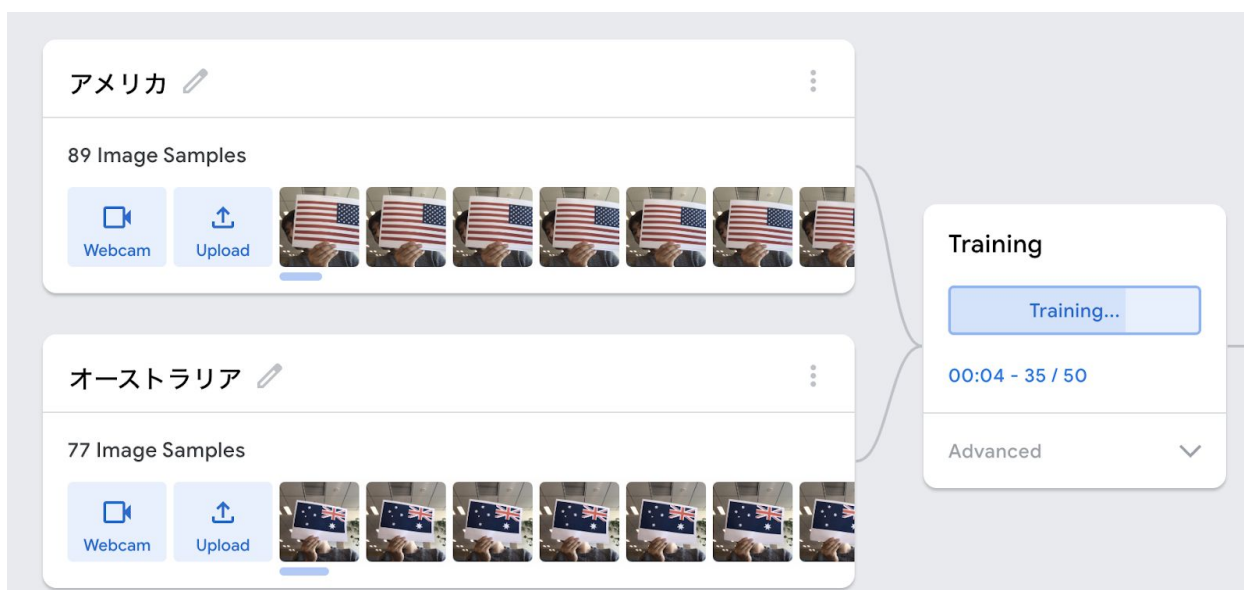 アメリカ
89 Image Samples
Webcam
Upload
オーストラリア
77 Image Samples
Webcam
Upload
Training
Training...
00:04 - 35 / 50
Advanced